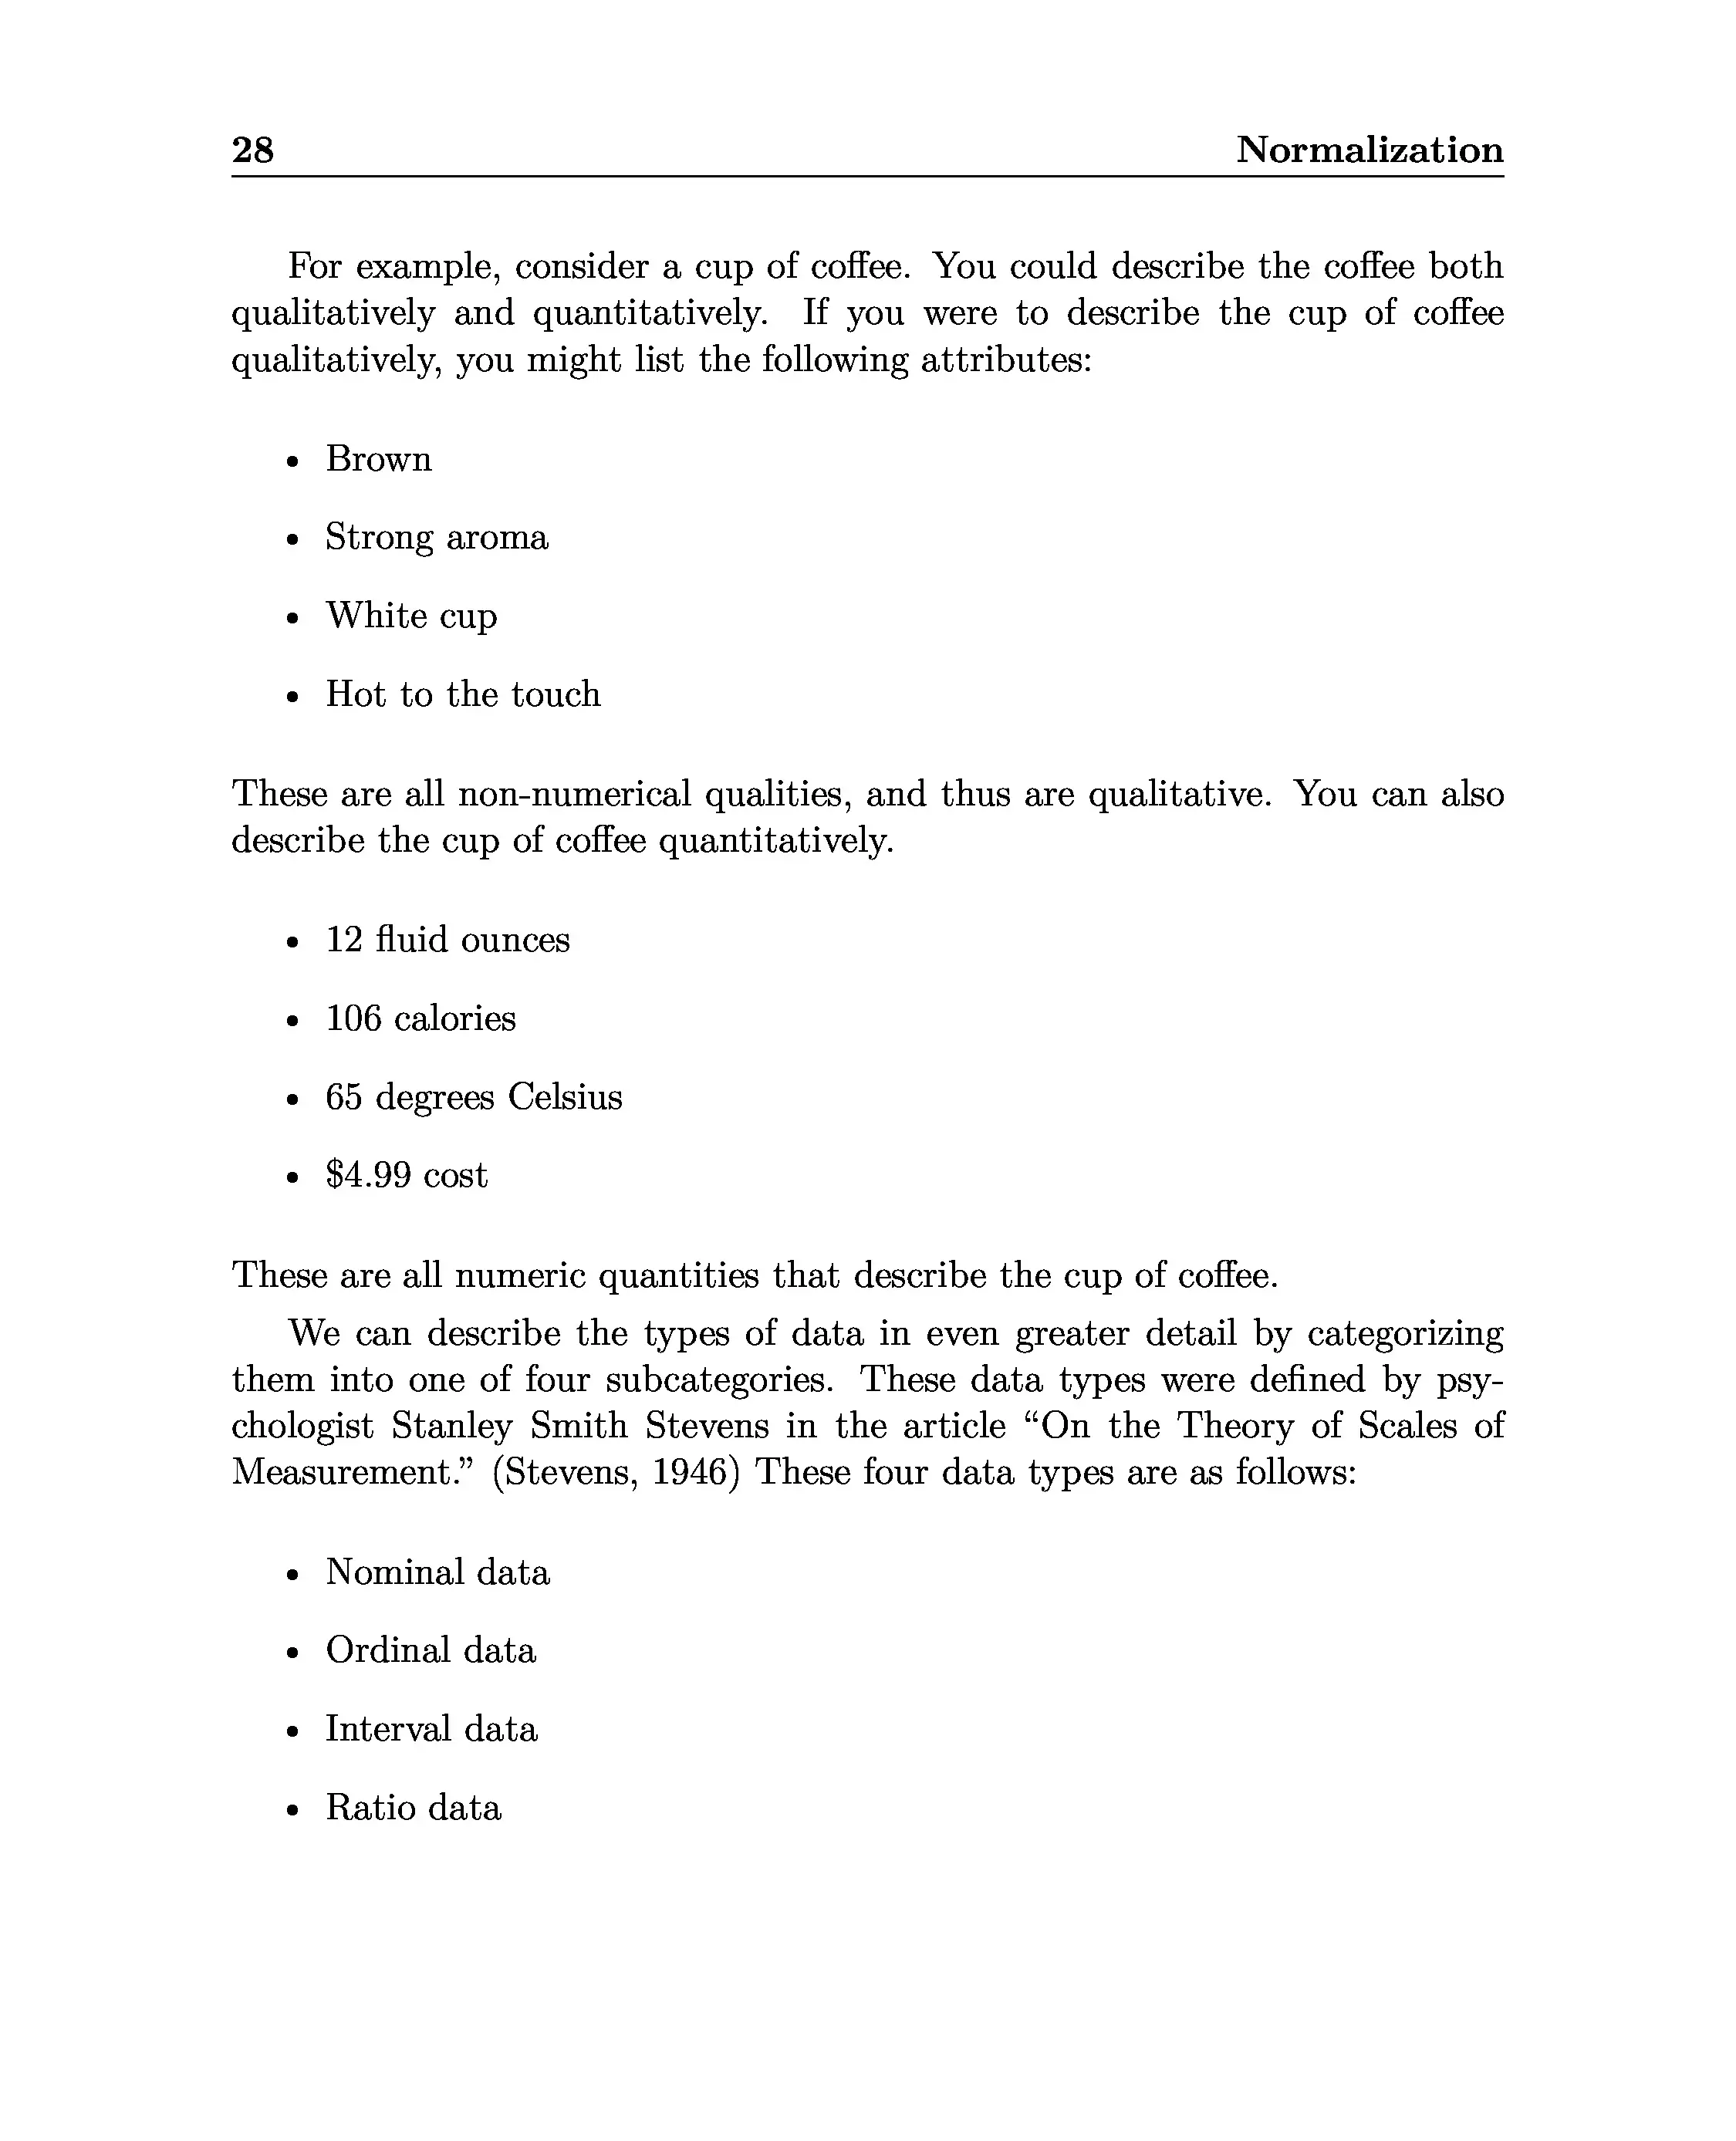 28 Normalization
For example, consider a cup of coffee. You could describe the coffee both
qualitatively and quantitatively. If you were to describe the cup of coffee
qualitatively, you might list the following attributes:
• Brown
• Strong aroma
• White cup
• Hot to the touch
These are all non-numerical qualities, and thus are qualitative. You can also
describe the cup of coffee quantitatively.
• 12 fluid ounces
• 106 calories
• 65 degrees Celsius
• $4.99 cost
These are all numeric quantities that describe the cup of coffee.
We can describe the types of data in even greater detail by categorizing
them into one of four subcategories. These data types were defined by psy-
chologist Stanley Smith Stevens in the article “On the Theory of Scales of
Measurement.” (Stevens, 1946) These four data types are as follows:
• Nominal data
• Ordinal data
• Interval data
• Ratio data